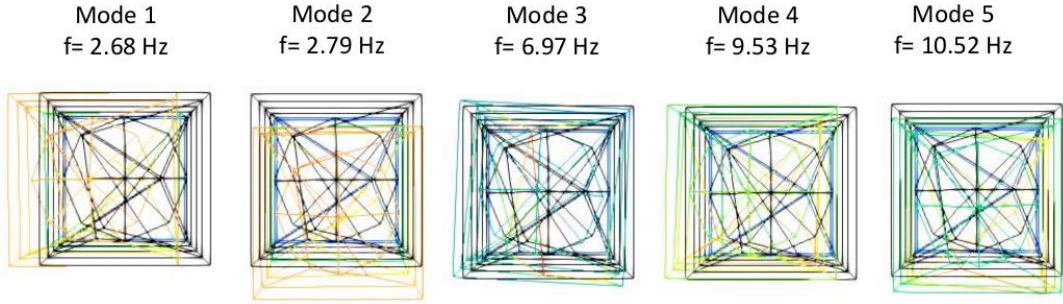 Mode 1
f= 2.68 Hz
Mode 2
f= 2.79 Hz
Mode 3
f= 6.97 Hz
Mode 4
f= 9.53 Hz
Mode 5
f= 10.52 Hz